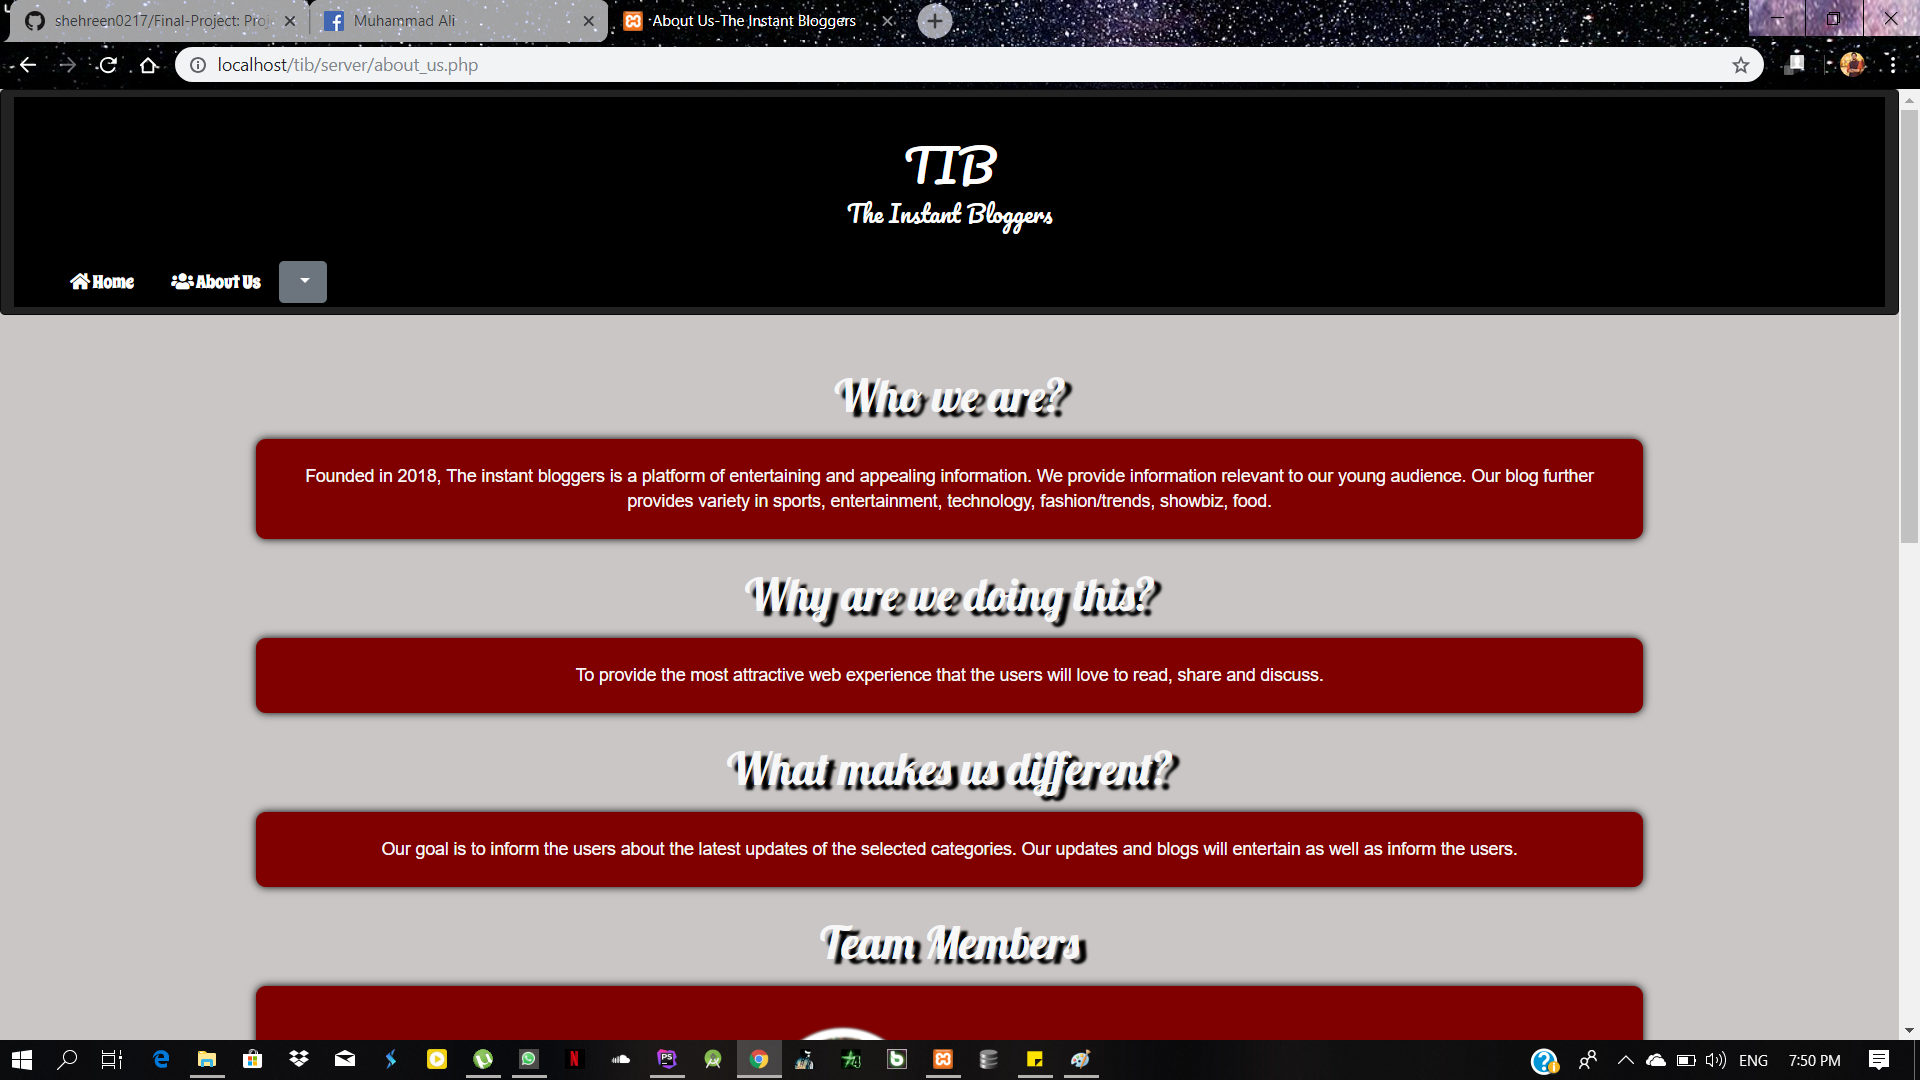 shehreen0217/Final-Project: Proj
Muhammad Ali
About Us-The Instant Bloggers
localhost/tib/server/about_us.php
TIB
The Instant Bloggers
Home
About Us
Who we are?
Founded in 2018, The instant bloggers is a platform of entertaining and appealing information. We provide information relevant to our young audience. Our blog further
provides variety in sports, entertainment, technology, fashion/trends, showbiz, food.
Why are we doing this?
To provide the most attractive web experience that the users will love to read, share and discuss.
What makes us different?
Our goal is to inform the users about the latest updates of the selected categories. Our updates and blogs will entertain as well as inform the users.
Team Members
ENG
7:50 PM